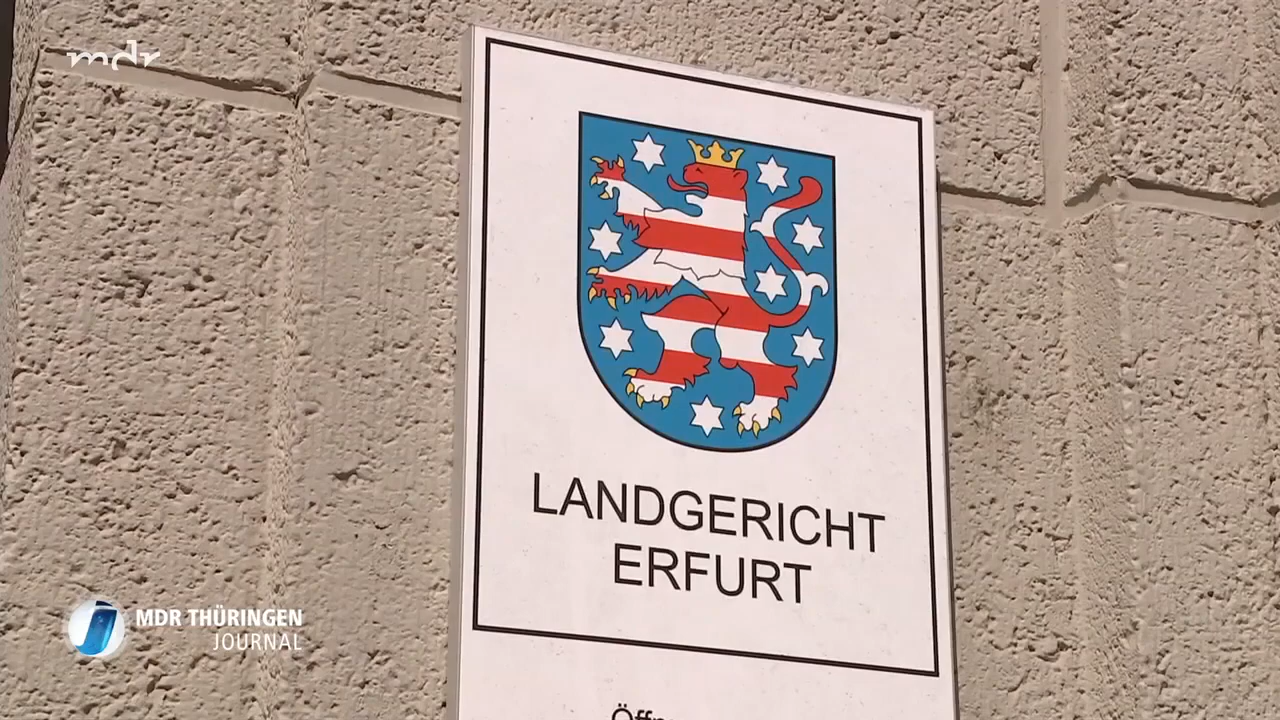 mdr
LANDGERICHT
ERFURT
MDR THÜRINGEN
JOURNAL